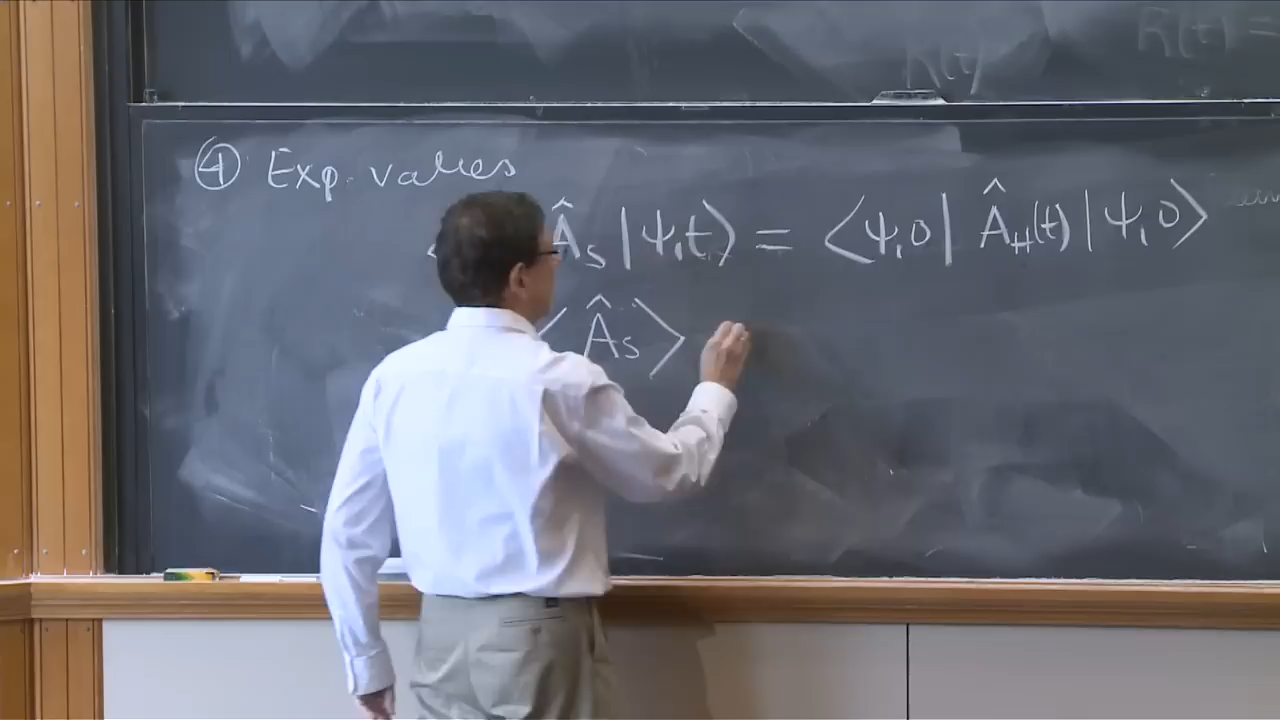 R(t) =
R(t)
④ Exp. values
⟨ Â_S | ψ, t ⟩ = ⟨ ψ, 0 | Â_H(t) | ψ, 0 ⟩
⟨ Â_S ⟩